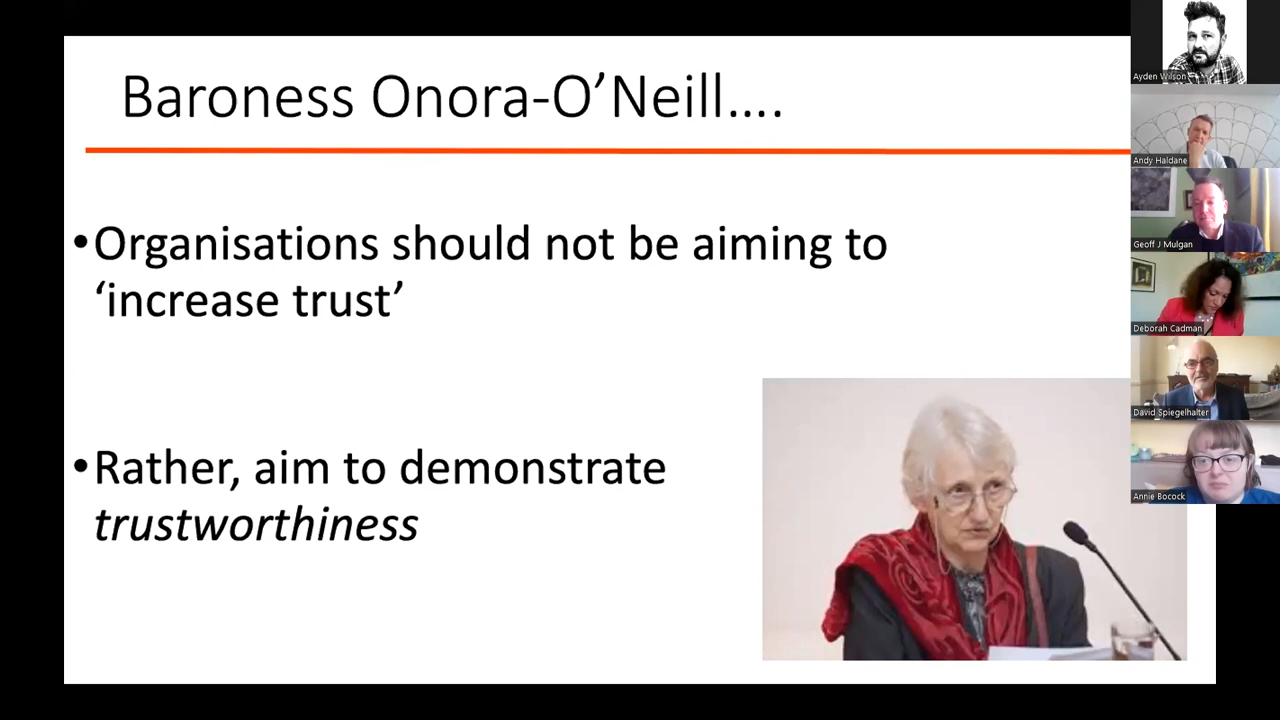 Baroness Onora-O’Neill….
•Organisations should not be aiming to
‘increase trust’
•Rather, aim to demonstrate
trustworthiness
Ayden Wilson
Andy Haldane
Geoff J Mulgan
Deborah Cadman
David Spiegelhalter
Annie Bocock